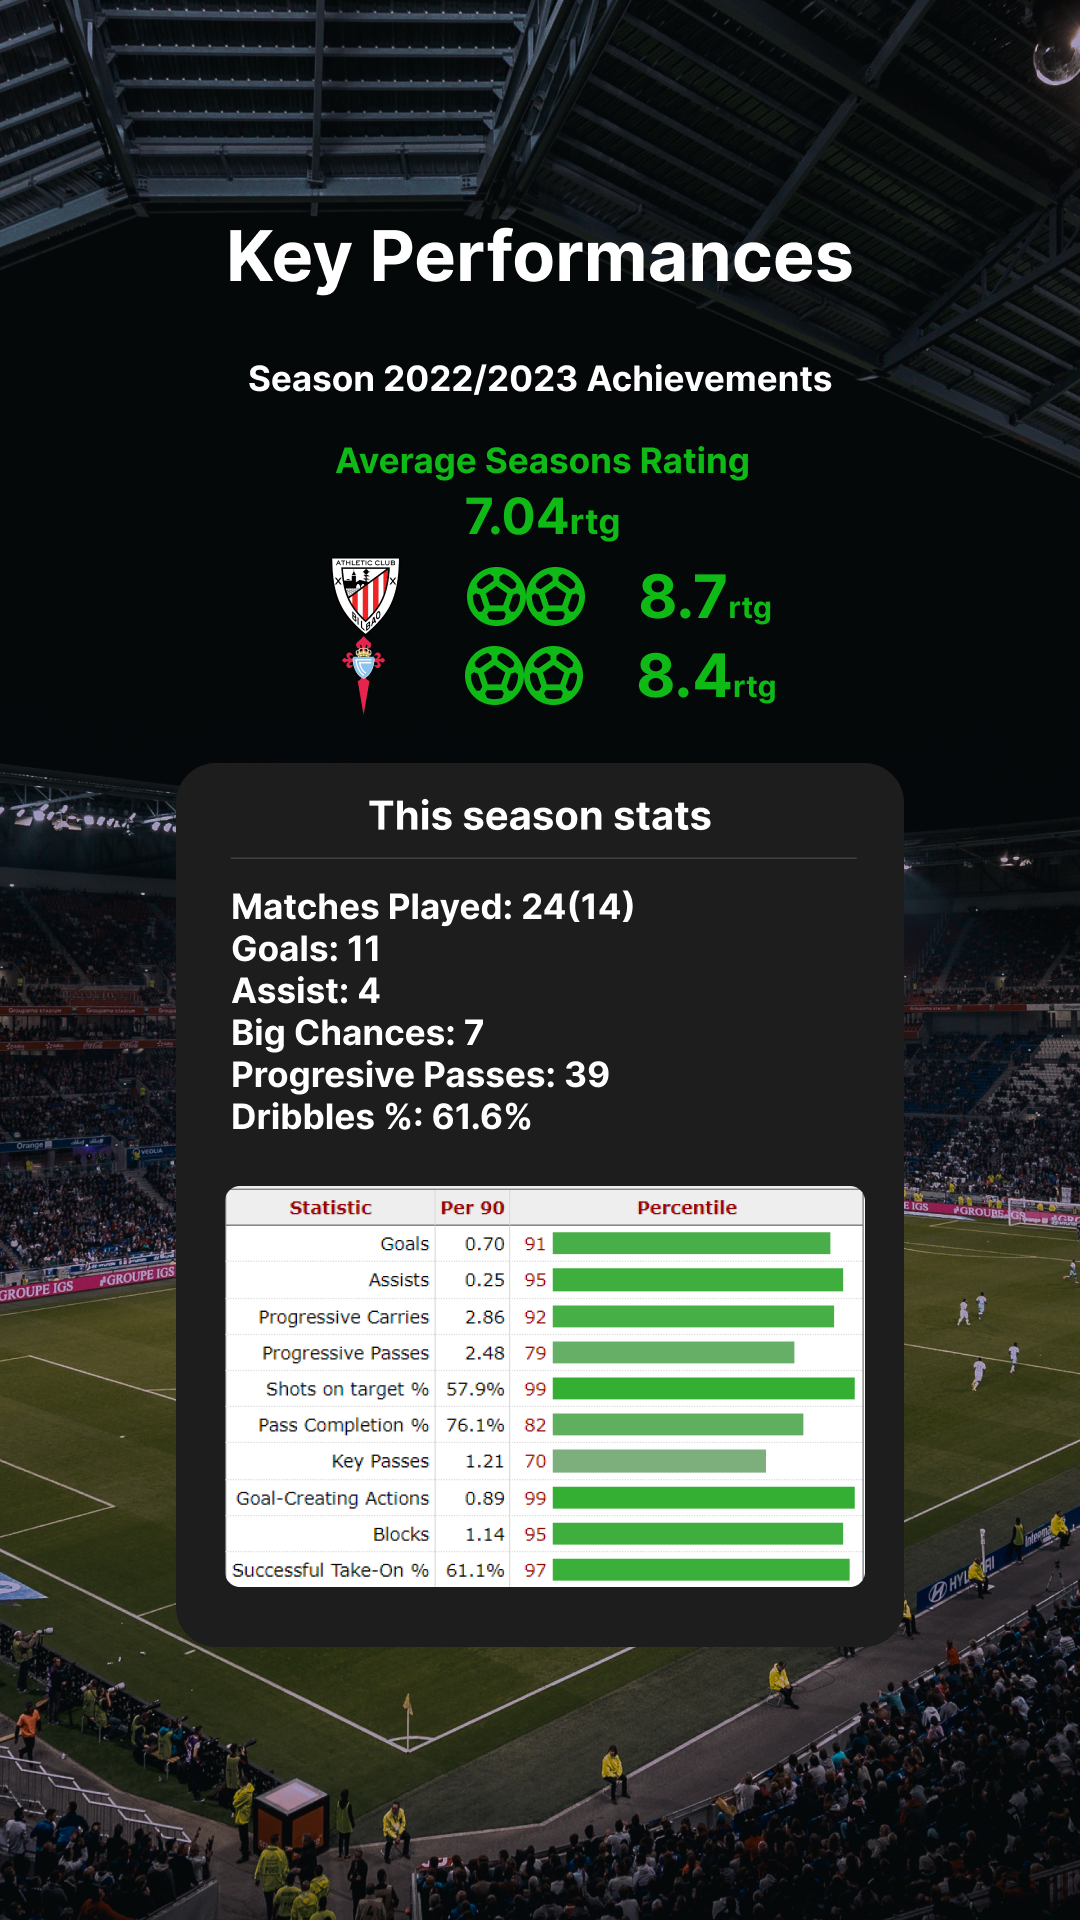 Key Performances
Season 2022/2023 Achievements
Average Seasons Rating
7.04rtg
ATHLETIC CLUB
BILBAO
8.7rtg
8.4rtg
This season stats
Matches Played: 24(14)
Goals: 11
Assist: 4
Big Chances: 7
Progresive Passes: 39
Dribbles %: 61.6%
Statistic Per 90 Percentile
Goals 0.70 91
Assists 0.25 95
Progressive Carries 2.86 92
Progressive Passes 2.48 79
Shots on target % 57.9% 99
Pass Completion % 76.1% 82
Key Passes 1.21 70
Goal-Creating Actions 0.89 99
Blocks 1.14 95
Successful Take-On % 61.1% 97
Orange
VEDLIA
GROUPE IGS
#GROUPE IGS
#GROUPE IGS
HYUNDAI